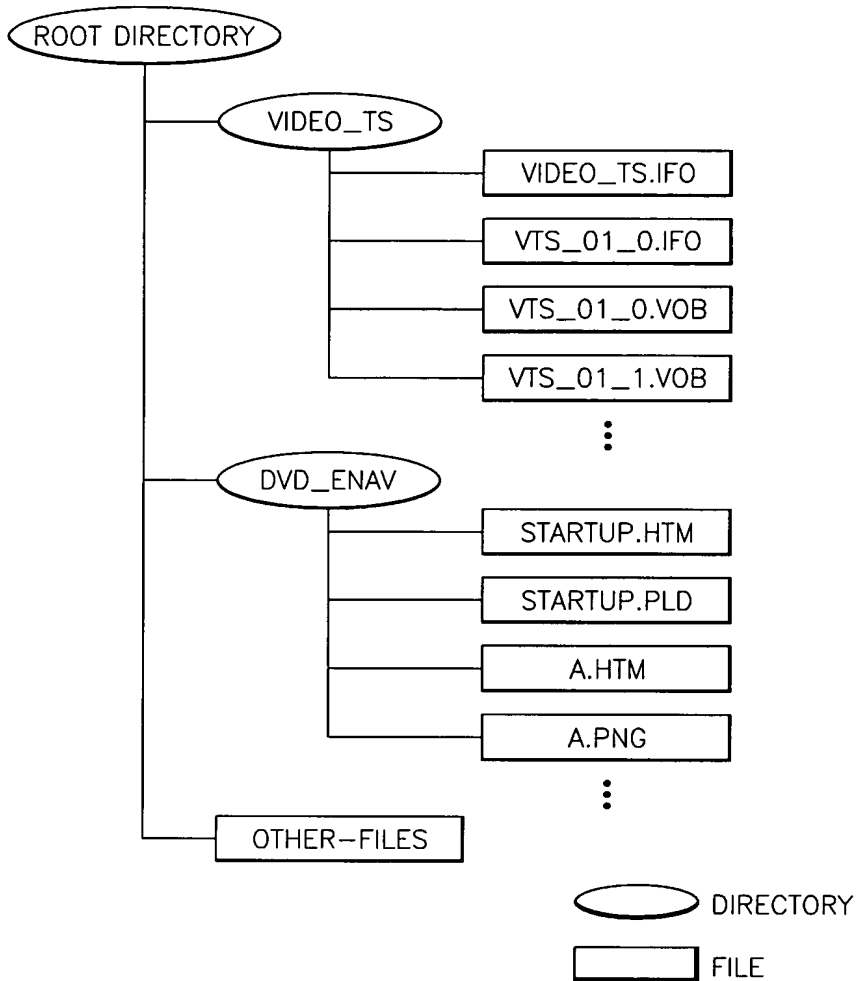 ROOT DIRECTORY
VIDEO_TS
VIDEO_TS.IFO
VTS_01_0.IFO
VTS_01_0.VOB
VTS_01_1.VOB
DVD_ENAV
STARTUP.HTM
STARTUP.PLD
A.HTM
A.PNG
OTHER-FILES
DIRECTORY
FILE